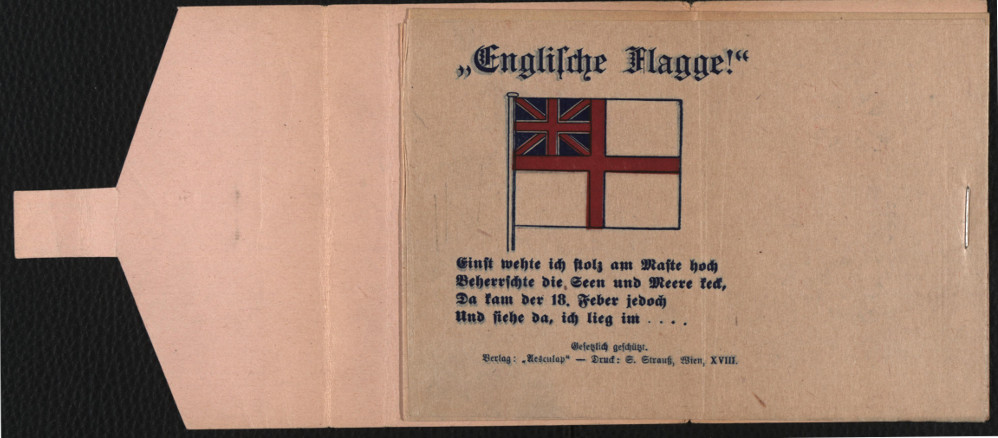 „Engliſche Flagge!“
Einſt wehte ich ſtolz am Maſte hoch
Beherrſchte die Seen und Meere keck,
Da kam der 18. Feber jedoch
Und ſiehe da, ich lieg im . . . .
Geſetzlich geſchützt.
Verlag: „Aesculap“ — Druck: S. Strauß, Wien, XVIII.